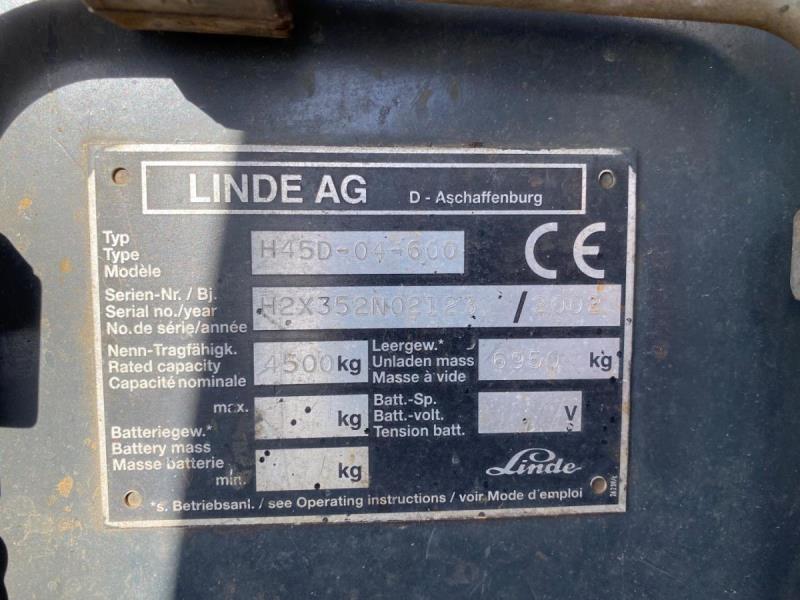 LINDE AG D - Aschaffenburg
Typ
Type H45D-04-600
Modèle
Serien-Nr. / Bj.
Serial no./year H2X352N02123 / 2002
No.de série/année
Nenn-Tragfähigk.
Rated capacity 4500 kg
Capacité nominale
Leergew.*
Unladen mass 6950 kg
Masse à vide
max. kg
Batteriegew.*
Battery mass
Masse batterie
min. kg
Batt.-Sp.
Batt.-volt. V
Tension batt.
Linde
*s. Betriebsanl. / see Operating instructions / voir Mode d'emploi
CE